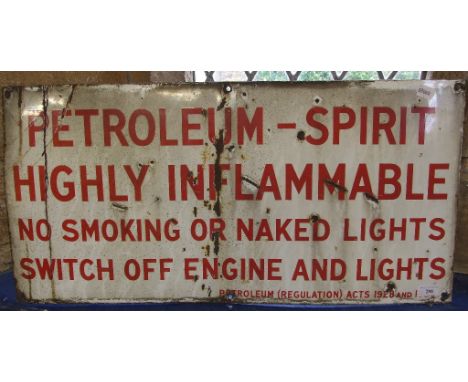 PETROLEUM – SPIRIT
HIGHLY INFLAMMABLE
NO SMOKING OR NAKED LIGHTS
SWITCH OFF ENGINE AND LIGHTS
PETROLEUM (REGULATION) ACTS 1928 AND 1